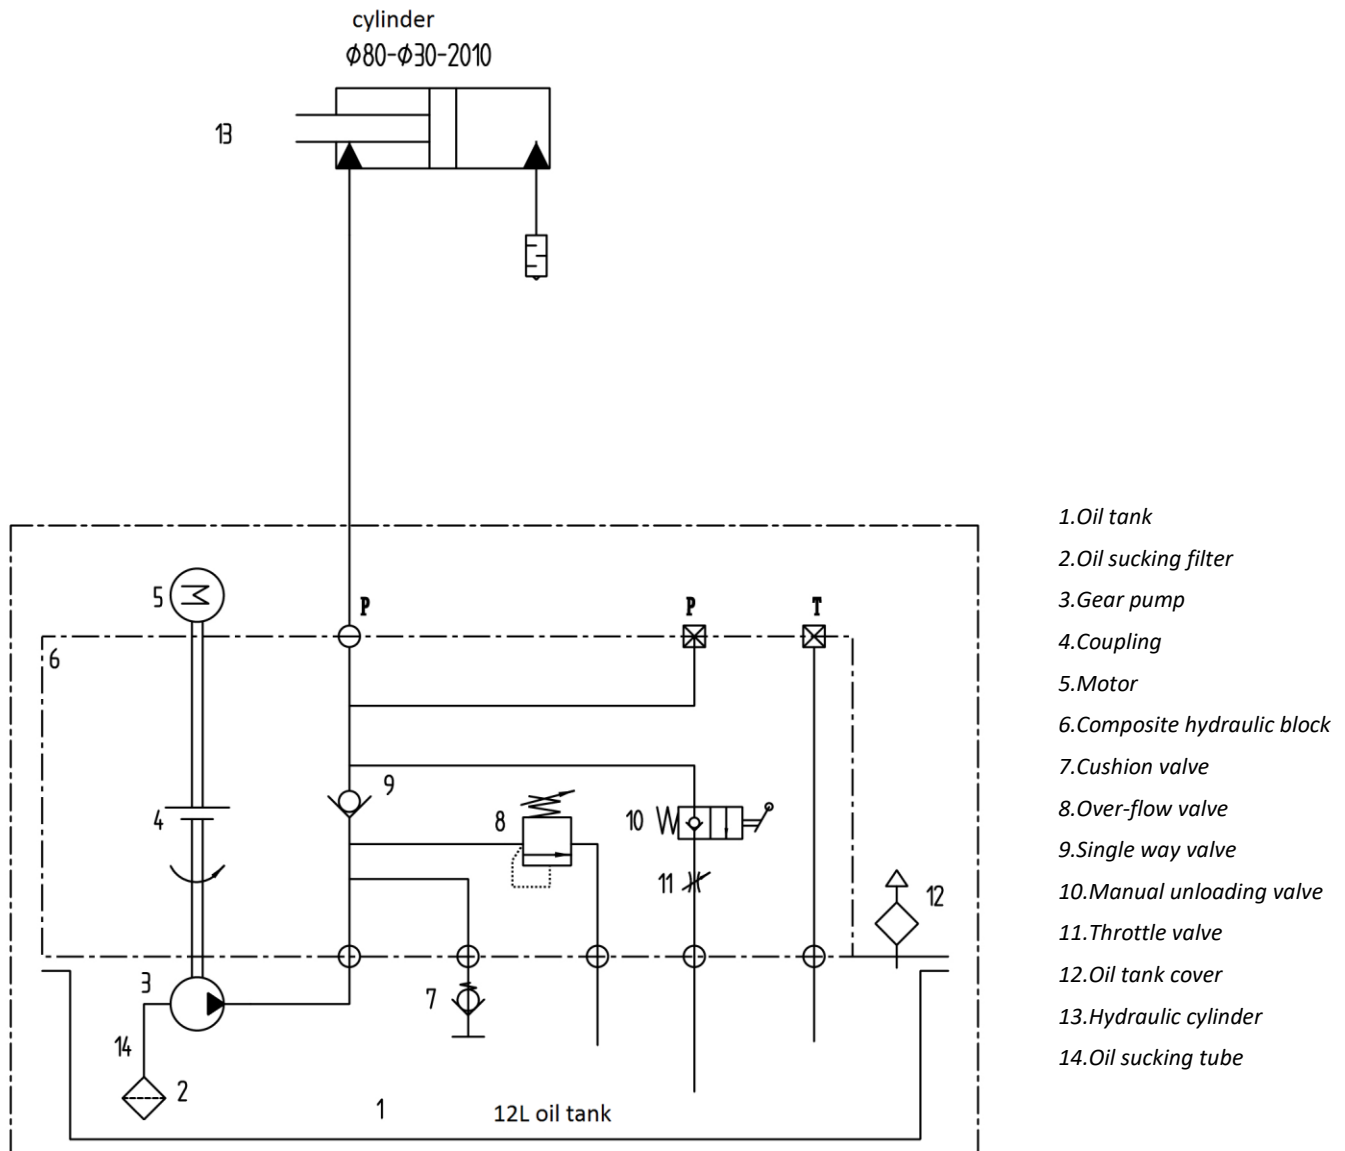 cylinder
ϕ80-ϕ30-2010
13
5
M
P
P
T
6
9
4
8
10
11
12
3
7
14
2
1
12L oil tank
1.Oil tank
2.Oil sucking filter
3.Gear pump
4.Coupling
5.Motor
6.Composite hydraulic block
7.Cushion valve
8.Over-flow valve
9.Single way valve
10.Manual unloading valve
11.Throttle valve
12.Oil tank cover
13.Hydraulic cylinder
14.Oil sucking tube